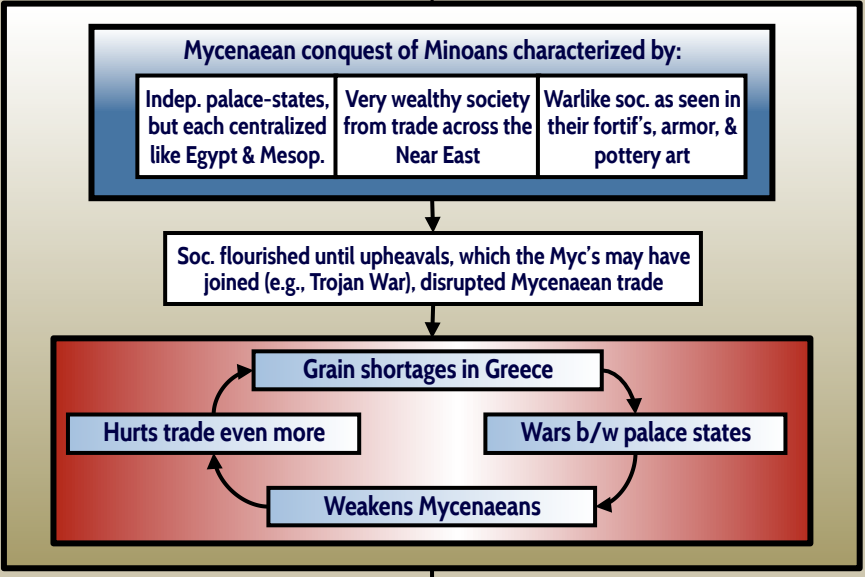 Mycenaean conquest of Minoans characterized by:
Indep. palace-states,
but each centralized
like Egypt & Mesop.
Very wealthy society
from trade across the
Near East
Warlike soc. as seen in
their fortif's, armor, &
pottery art
Soc. flourished until upheavals, which the Myc's may have
joined (e.g., Trojan War), disrupted Mycenaean trade
Grain shortages in Greece
Wars b/w palace states
Weakens Mycenaeans
Hurts trade even more